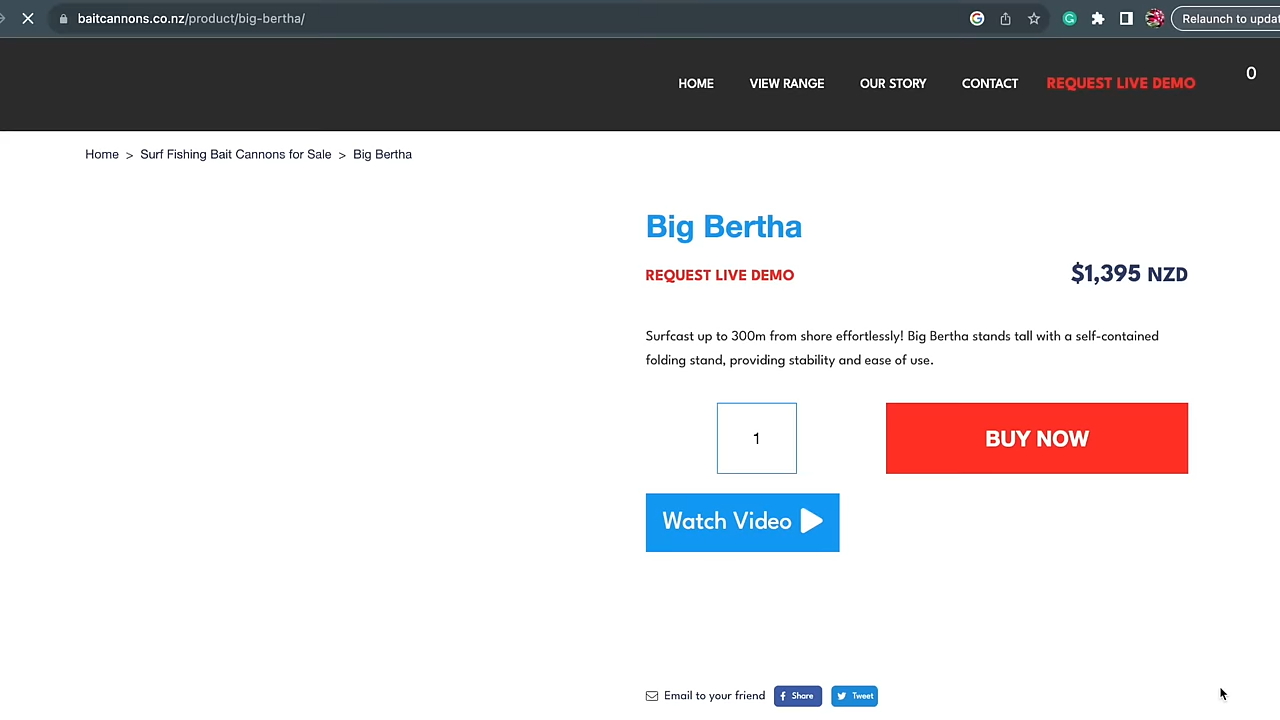 baitcannons.co.nz/product/big-bertha/
Relaunch to updat
HOME VIEW RANGE OUR STORY CONTACT REQUEST LIVE DEMO 0
Home > Surf Fishing Bait Cannons for Sale > Big Bertha
Big Bertha
REQUEST LIVE DEMO $1,395 NZD
Surfcast up to 300m from shore effortlessly! Big Bertha stands tall with a self-contained
folding stand, providing stability and ease of use.
1 BUY NOW
Watch Video
Email to your friend Share Tweet